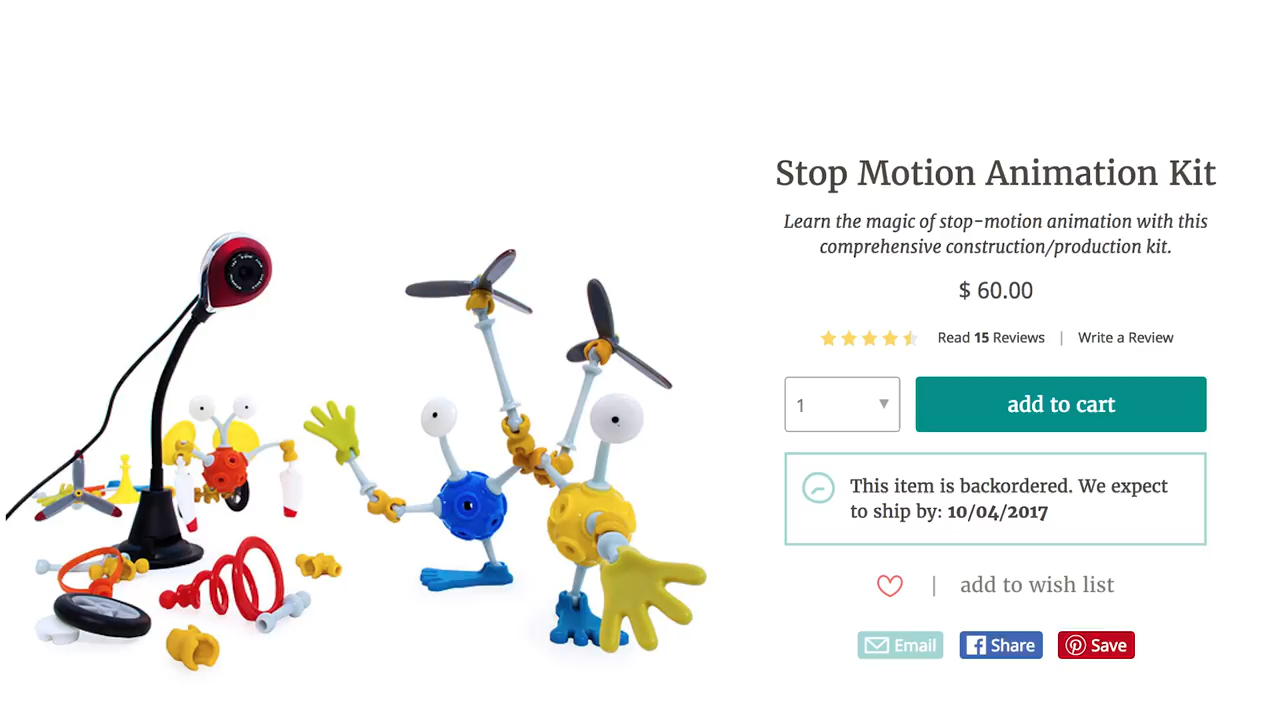 Stop Motion Animation Kit
Learn the magic of stop-motion animation with this
comprehensive construction/production kit.
$ 60.00
Read 15 Reviews | Write a Review
1
add to cart
This item is backordered. We expect
to ship by: 10/04/2017
add to wish list
Email
Share
Save